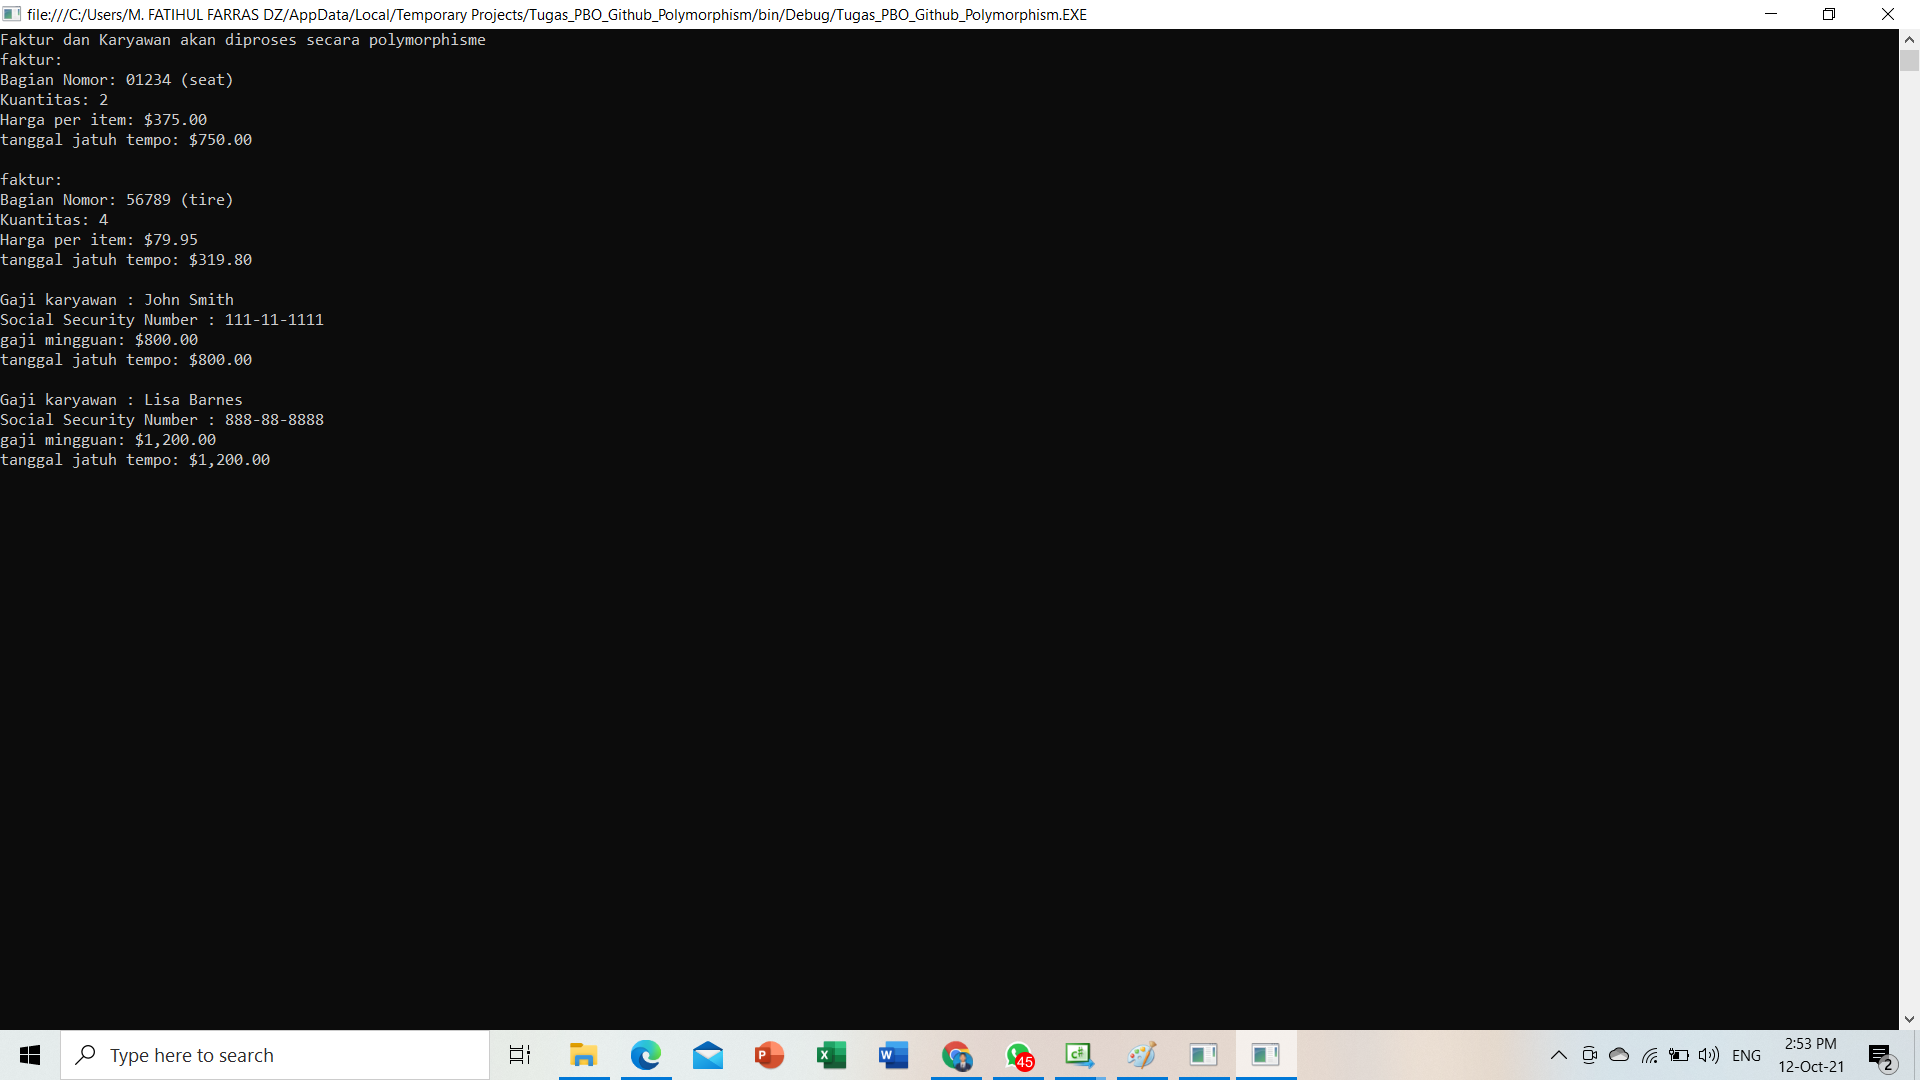 file:///C:/Users/M. FATIHUL FARRAS DZ/AppData/Local/Temporary Projects/Tugas_PBO_Github_Polymorphism/bin/Debug/Tugas_PBO_Github_Polymorphism.EXE
Faktur dan Karyawan akan diproses secara polymorphisme
faktur:
Bagian Nomor: 01234 (seat)
Kuantitas: 2
Harga per item: $375.00
tanggal jatuh tempo: $750.00
faktur:
Bagian Nomor: 56789 (tire)
Kuantitas: 4
Harga per item: $79.95
tanggal jatuh tempo: $319.80
Gaji karyawan : John Smith
Social Security Number : 111-11-1111
gaji mingguan: $800.00
tanggal jatuh tempo: $800.00
Gaji karyawan : Lisa Barnes
Social Security Number : 888-88-8888
gaji mingguan: $1,200.00
tanggal jatuh tempo: $1,200.00
Type here to search
P
X
W
45
C#
ENG
2:53 PM
12-Oct-21
2